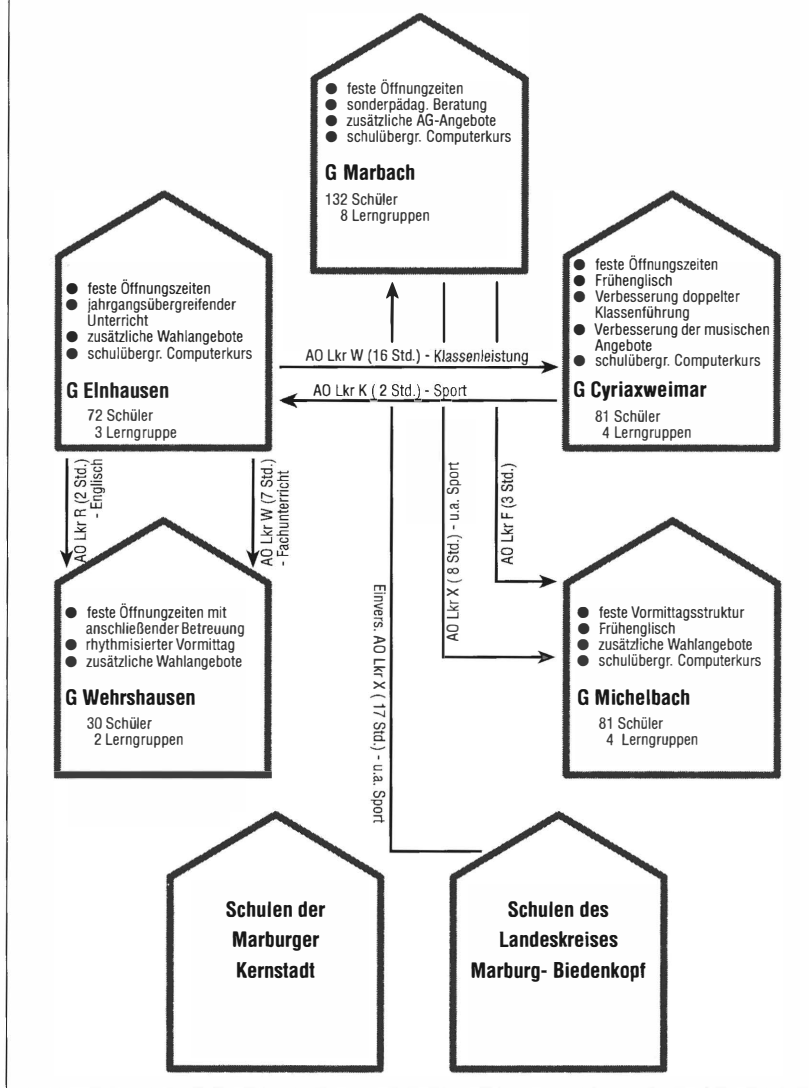 ● feste Öffnungzeiten
● sonderpädag. Beratung
● zusätzliche AG-Angebote
● schulübergr. Computerkurs
G Marbach
132 Schüler
8 Lerngruppen
● feste Öffnungszeiten
● jahrgangsübergreifender
Unterricht
● zusätzliche Wahlangebote
● schulübergr. Computerkurs
G Elnhausen
72 Schüler
3 Lerngruppe
● feste Öffnungszeiten
● Frühenglisch
● Verbesserung doppelter
Klassenführung
● Verbesserung der musischen
Angebote
● schulübergr. Computerkurs
G Cyriaxweimar
81 Schüler
4 Lerngruppen
AO Lkr W (16 Std.) - Klassenleistung
AO Lkr K ( 2 Std.) - Sport
AO Lkr R (2 Std.)
- Englisch
AO Lkr W (7 Std.)
- Fachunterricht
Einvers. AO Lkr X ( 17 Std.) - u.a. Sport
AO Lkr X ( 8 Std.) - u.a. Sport
AO Lkr F (3 Std.)
● feste Öffnungzeiten mit
anschließender Betreuung
● rhythmisierter Vormittag
● zusätzliche Wahlangebote
G Wehrshausen
30 Schüler
2 Lerngruppen
● feste Vormittagsstruktur
● Frühenglisch
● zusätzliche Wahlangebote
● schulübergr. Computerkurs
G Michelbach
81 Schüler
4 Lerngruppen
Schulen der
Marburger
Kernstadt
Schulen des
Landeskreises
Marburg- Biedenkopf